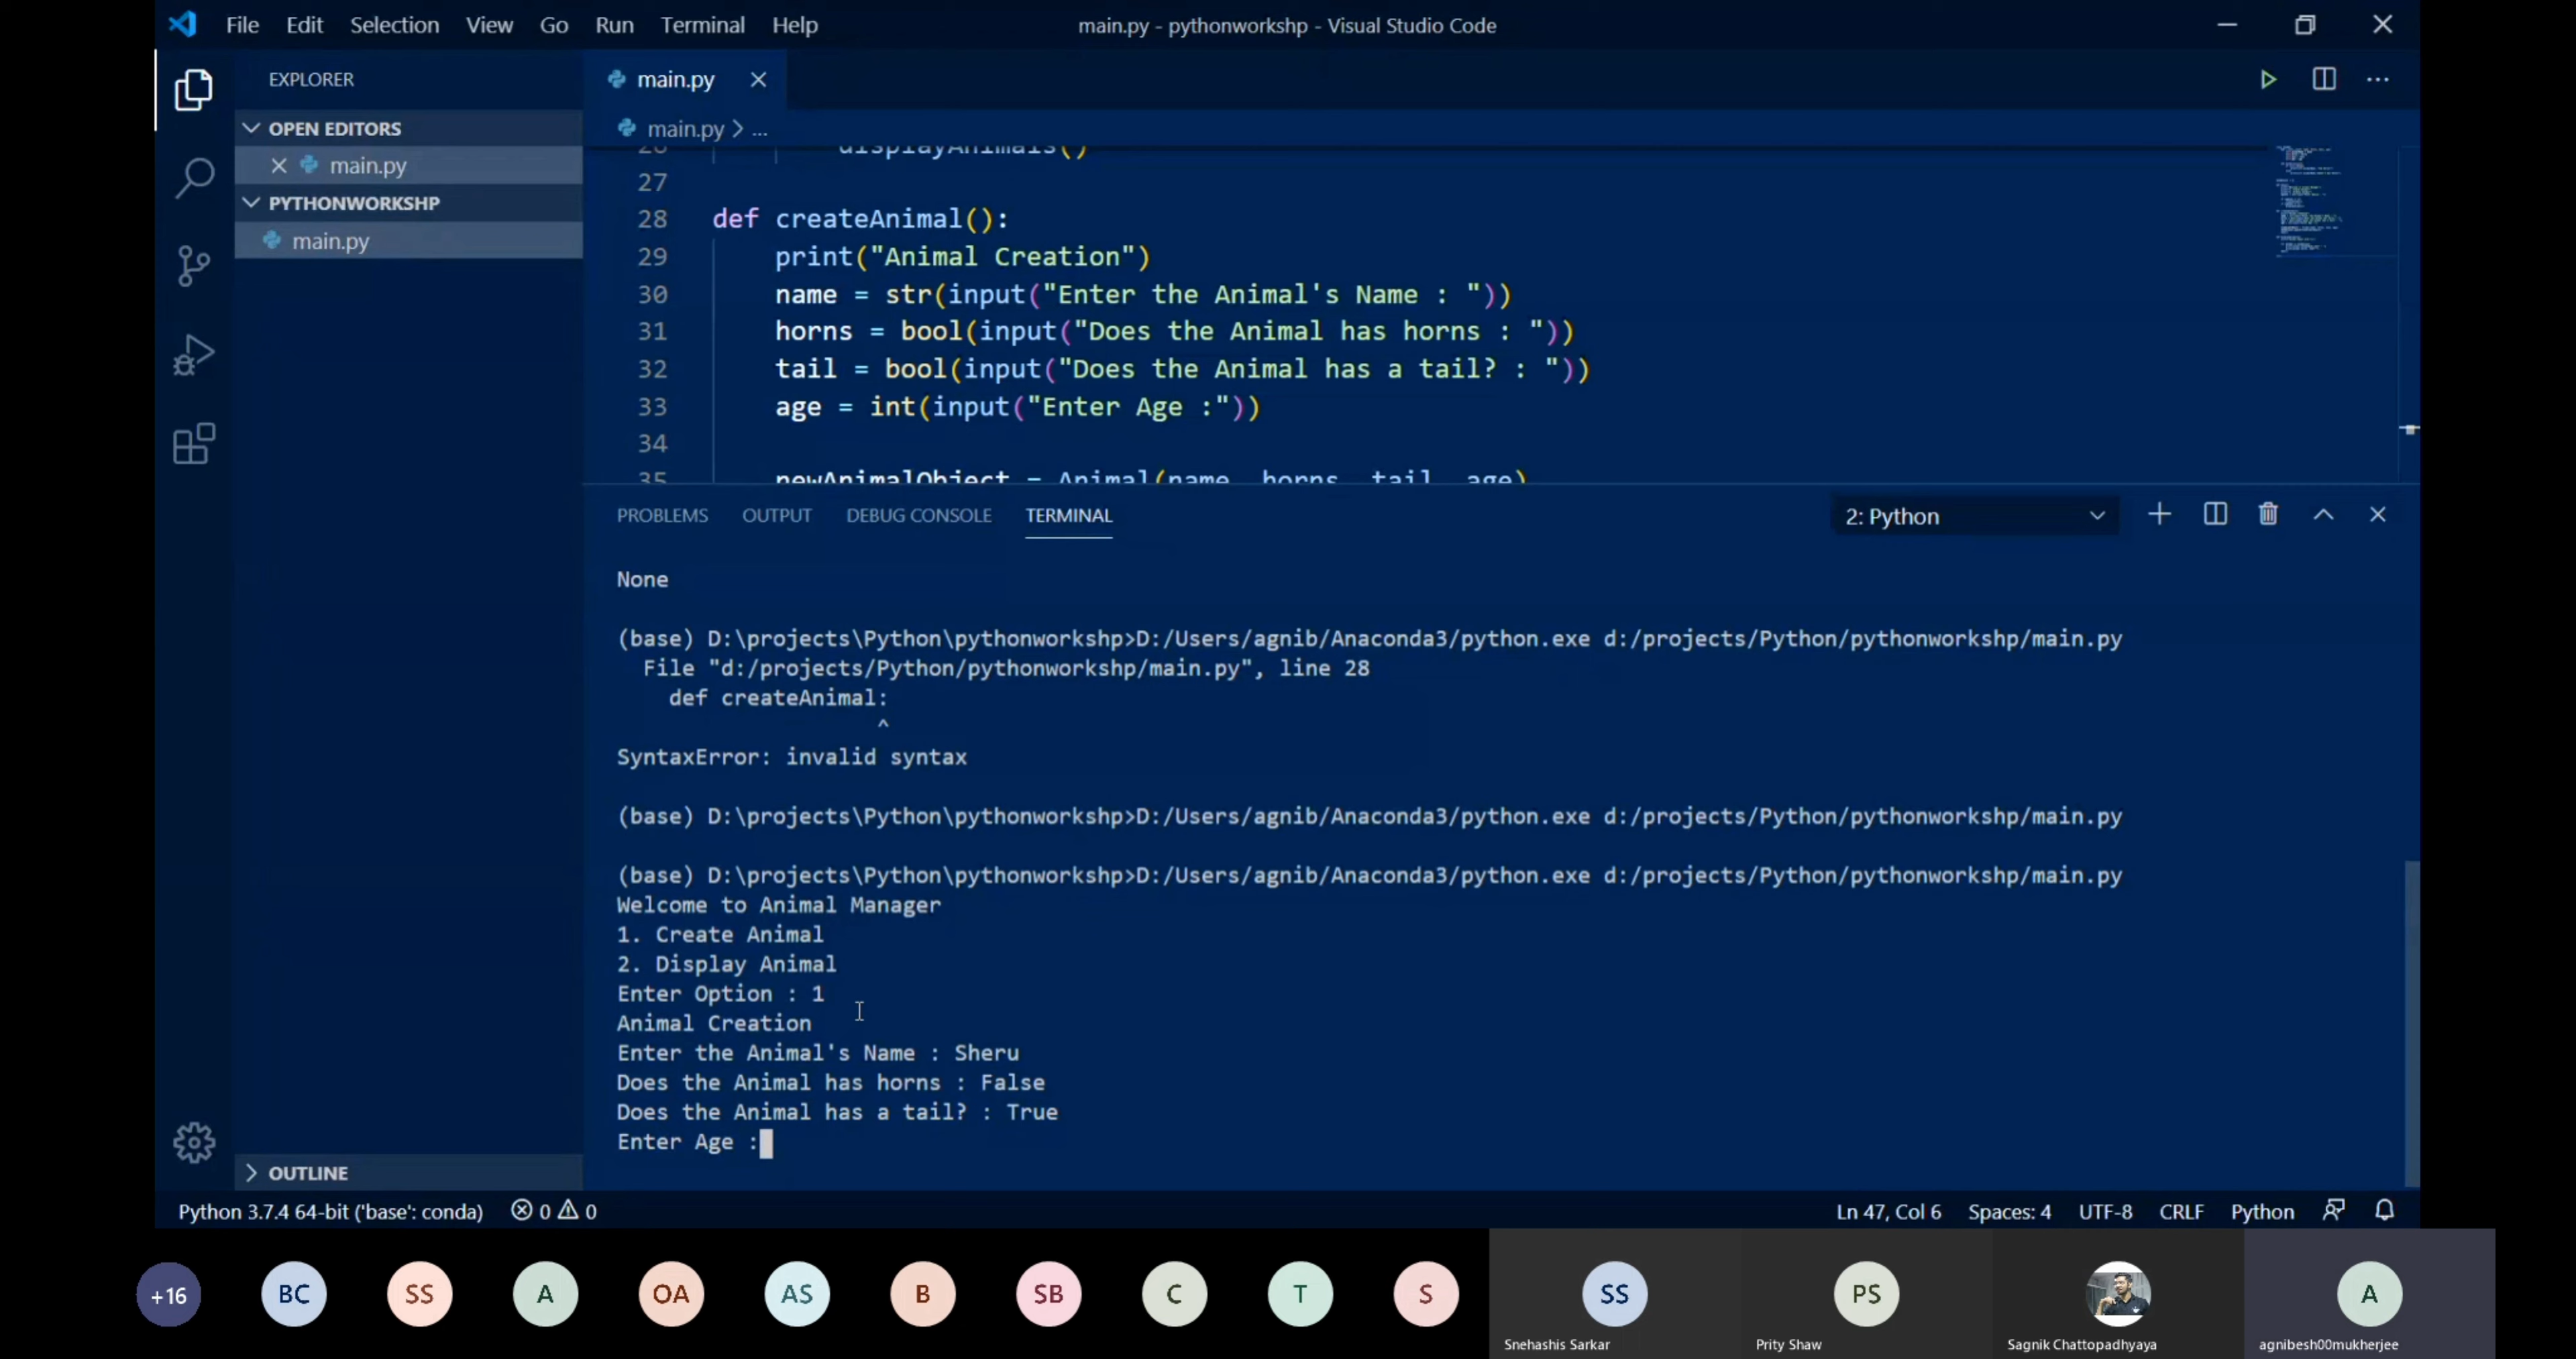 File Edit Selection View Go Run Terminal Help main.py - pythonworkshp - Visual Studio Code
EXPLORER
OPEN EDITORS
main.py
PYTHONWORKSHP
main.py
OUTLINE
main.py
main.py > ...
26 displayAnimals()
27
28 def createAnimal():
29 print("Animal Creation")
30 name = str(input("Enter the Animal's Name : "))
31 horns = bool(input("Does the Animal has horns : "))
32 tail = bool(input("Does the Animal has a tail? : "))
33 age = int(input("Enter Age :"))
34
35 newAnimalObject = Animal(name, horns, tail, age)
PROBLEMS OUTPUT DEBUG CONSOLE TERMINAL 2: Python
None
(base) D:\projects\Python\pythonworkshp>D:/Users/agnib/Anaconda3/python.exe d:/projects/Python/pythonworkshp/main.py
File "d:/projects/Python/pythonworkshp/main.py", line 28
def createAnimal:
^
SyntaxError: invalid syntax
(base) D:\projects\Python\pythonworkshp>D:/Users/agnib/Anaconda3/python.exe d:/projects/Python/pythonworkshp/main.py
(base) D:\projects\Python\pythonworkshp>D:/Users/agnib/Anaconda3/python.exe d:/projects/Python/pythonworkshp/main.py
Welcome to Animal Manager
1. Create Animal
2. Display Animal
Enter Option : 1
Animal Creation
Enter the Animal's Name : Sheru
Does the Animal has horns : False
Does the Animal has a tail? : True
Enter Age :
Python 3.7.4 64-bit ('base': conda) 0 0 Ln 47, Col 6 Spaces: 4 UTF-8 CRLF Python
+16 BC SS A OA AS B SB C T S SS PS A
Snehashis Sarkar Prity Shaw Sagnik Chattopadhyaya agnibesh00mukherjee